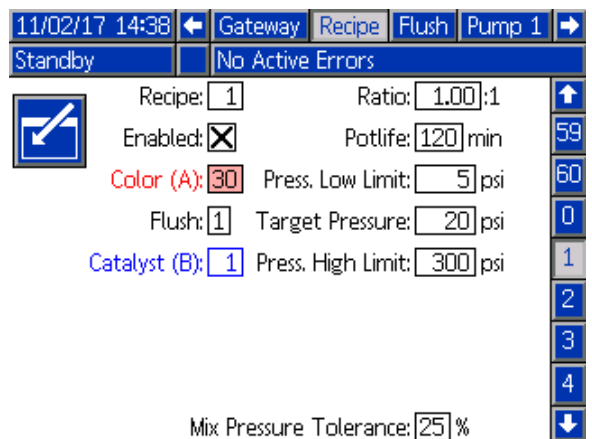 11/02/17 14:38 Gateway Recipe Flush Pump 1
Standby No Active Errors
Recipe: 1 Ratio: 1.00 :1
Enabled: Potlife: 120 min 59
Color (A): 30 Press. Low Limit: 5 psi 60
Flush: 1 Target Pressure: 20 psi 0
Catalyst (B): 1 Press. High Limit: 300 psi 1
2
3
4
Mix Pressure Tolerance: 25 %